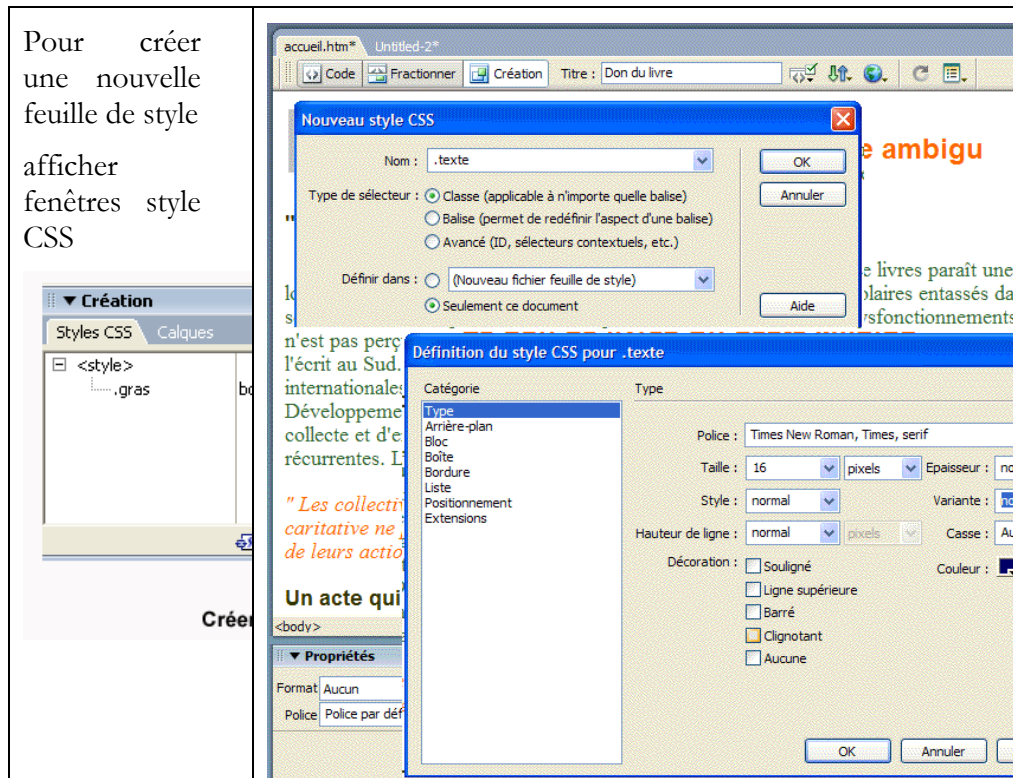 Pour créer
une nouvelle
feuille de style
afficher
fenêtres style
CSS
Création
Styles CSS Calques
<style>
.gras
Créer
accueil.htm* Untitled-2*
Code Fractionner Création Titre : Don du livre
Nouveau style CSS
e ambigu
Nom : .texte OK
Type de sélecteur : Classe (applicable à n'importe quelle balise) Annuler
Balise (permet de redéfinir l'aspect d'une balise)
Avancé (ID, sélecteurs contextuels, etc.)
Définir dans : (Nouveau fichier feuille de style)
Seulement ce document Aide
e livres paraît une
olaires entassés da
ysfonctionnements
n'est pas perç
l'écrit au Sud.
internationales
Développeme
collecte et d'e
récurrentes. L
" Les collectiv
caritative ne
de leurs actio
Un acte qui
<body>
Propriétés
Format Aucun
Police Police par déf
Définition du style CSS pour .texte
Catégorie Type
Type
Arrière-plan
Bloc
Boîte
Bordure
Liste
Positionnement
Extensions
Police : Times New Roman, Times, serif
Taille : 16 pixels Epaisseur : no
Style : normal Variante : no
Hauteur de ligne : normal pixels Casse : Au
Décoration : Souligné Couleur :
Ligne supérieure
Barré
Clignotant
Aucune
OK Annuler